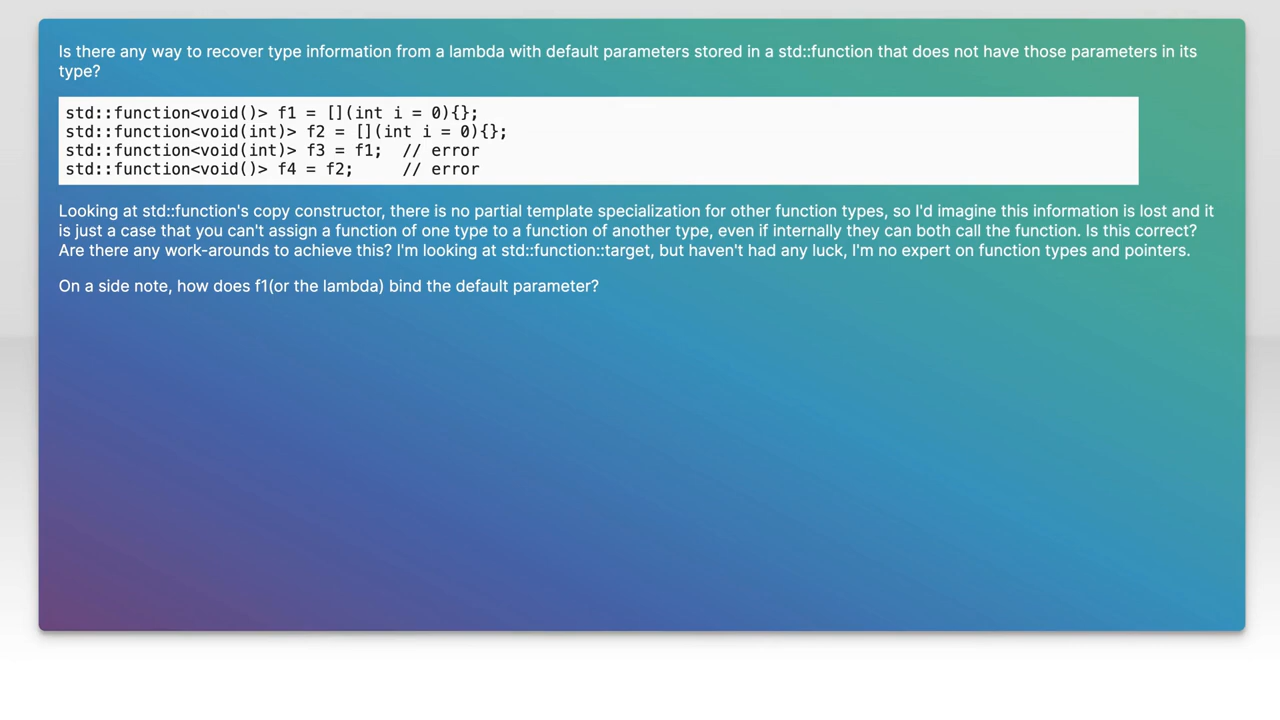 Is there any way to recover type information from a lambda with default parameters stored in a std::function that does not have those parameters in its
type?
std::function<void()> f1 = [](int i = 0){};
std::function<void(int)> f2 = [](int i = 0){};
std::function<void(int)> f3 = f1;  // error
std::function<void()> f4 = f2;     // error
Looking at std::function's copy constructor, there is no partial template specialization for other function types, so I'd imagine this information is lost and it
is just a case that you can't assign a function of one type to a function of another type, even if internally they can both call the function. Is this correct?
Are there any work-arounds to achieve this? I'm looking at std::function::target, but haven't had any luck, I'm no expert on function types and pointers.
On a side note, how does f1(or the lambda) bind the default parameter?